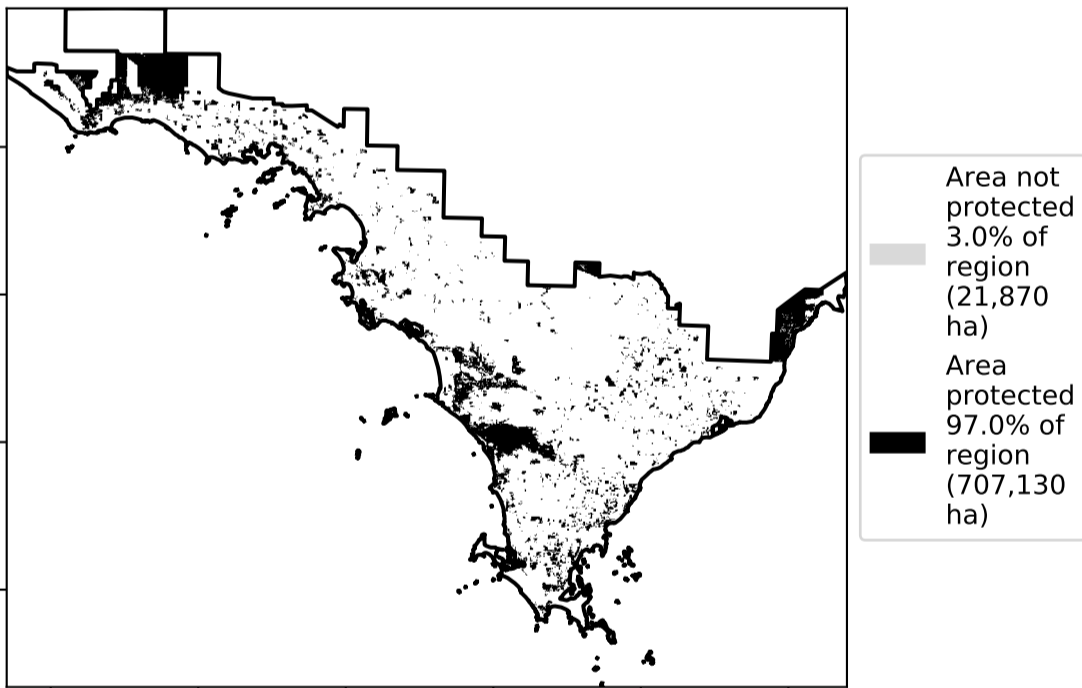 Area not
protected
3.0% of
region
(21,870
ha)
Area
protected
97.0% of
region
(707,130
ha)